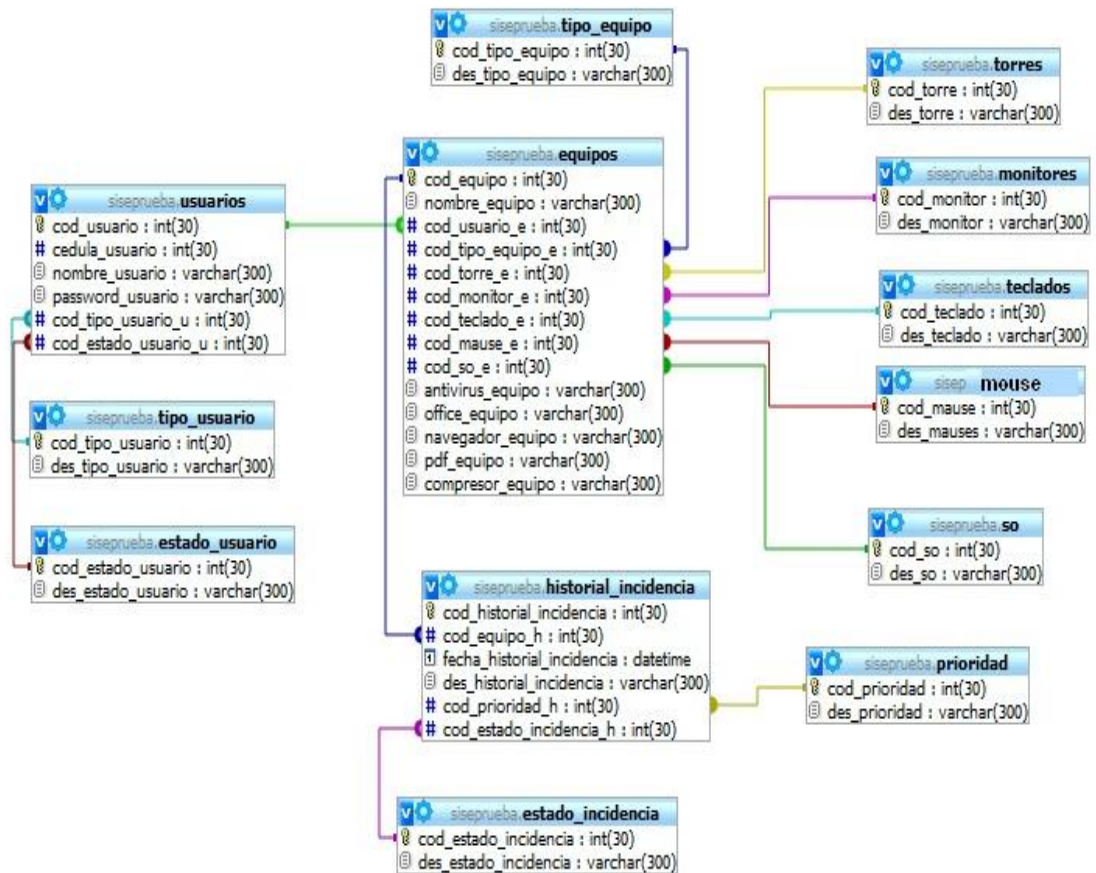 siseprueba.tipo_equipo
cod_tipo_equipo : int(30)
des_tipo_equipo : varchar(300)
siseprueba.torres
cod_torre : int(30)
des_torre : varchar(300)
siseprueba.equipos
cod_equipo : int(30)
nombre_equipo : varchar(300)
# cod_usuario_e : int(30)
# cod_tipo_equipo_e : int(30)
# cod_torre_e : int(30)
# cod_monitor_e : int(30)
# cod_teclado_e : int(30)
# cod_mause_e : int(30)
# cod_so_e : int(30)
antivirus_equipo : varchar(300)
office_equipo : varchar(300)
navegador_equipo : varchar(300)
pdf_equipo : varchar(300)
compresor_equipo : varchar(300)
siseprueba.monitores
cod_monitor : int(30)
des_monitor : varchar(300)
siseprueba.usuarios
cod_usuario : int(30)
# cedula_usuario : int(30)
nombre_usuario : varchar(300)
password_usuario : varchar(300)
# cod_tipo_usuario_u : int(30)
# cod_estado_usuario_u : int(30)
siseprueba.teclados
cod_teclado : int(30)
des_teclado : varchar(300)
sisep mouse
cod_mause : int(30)
des_mauses : varchar(300)
siseprueba.tipo_usuario
cod_tipo_usuario : int(30)
des_tipo_usuario : varchar(300)
siseprueba.so
cod_so : int(30)
des_so : varchar(300)
siseprueba.estado_usuario
cod_estado_usuario : int(30)
des_estado_usuario : varchar(300)
siseprueba.historial_incidencia
cod_historial_incidencia : int(30)
# cod_equipo_h : int(30)
fecha_historial_incidencia : datetime
des_historial_incidencia : varchar(300)
# cod_prioridad_h : int(30)
# cod_estado_incidencia_h : int(30)
siseprueba.prioridad
cod_prioridad : int(30)
des_prioridad : varchar(300)
siseprueba.estado_incidencia
cod_estado_incidencia : int(30)
des_estado_incidencia : varchar(300)